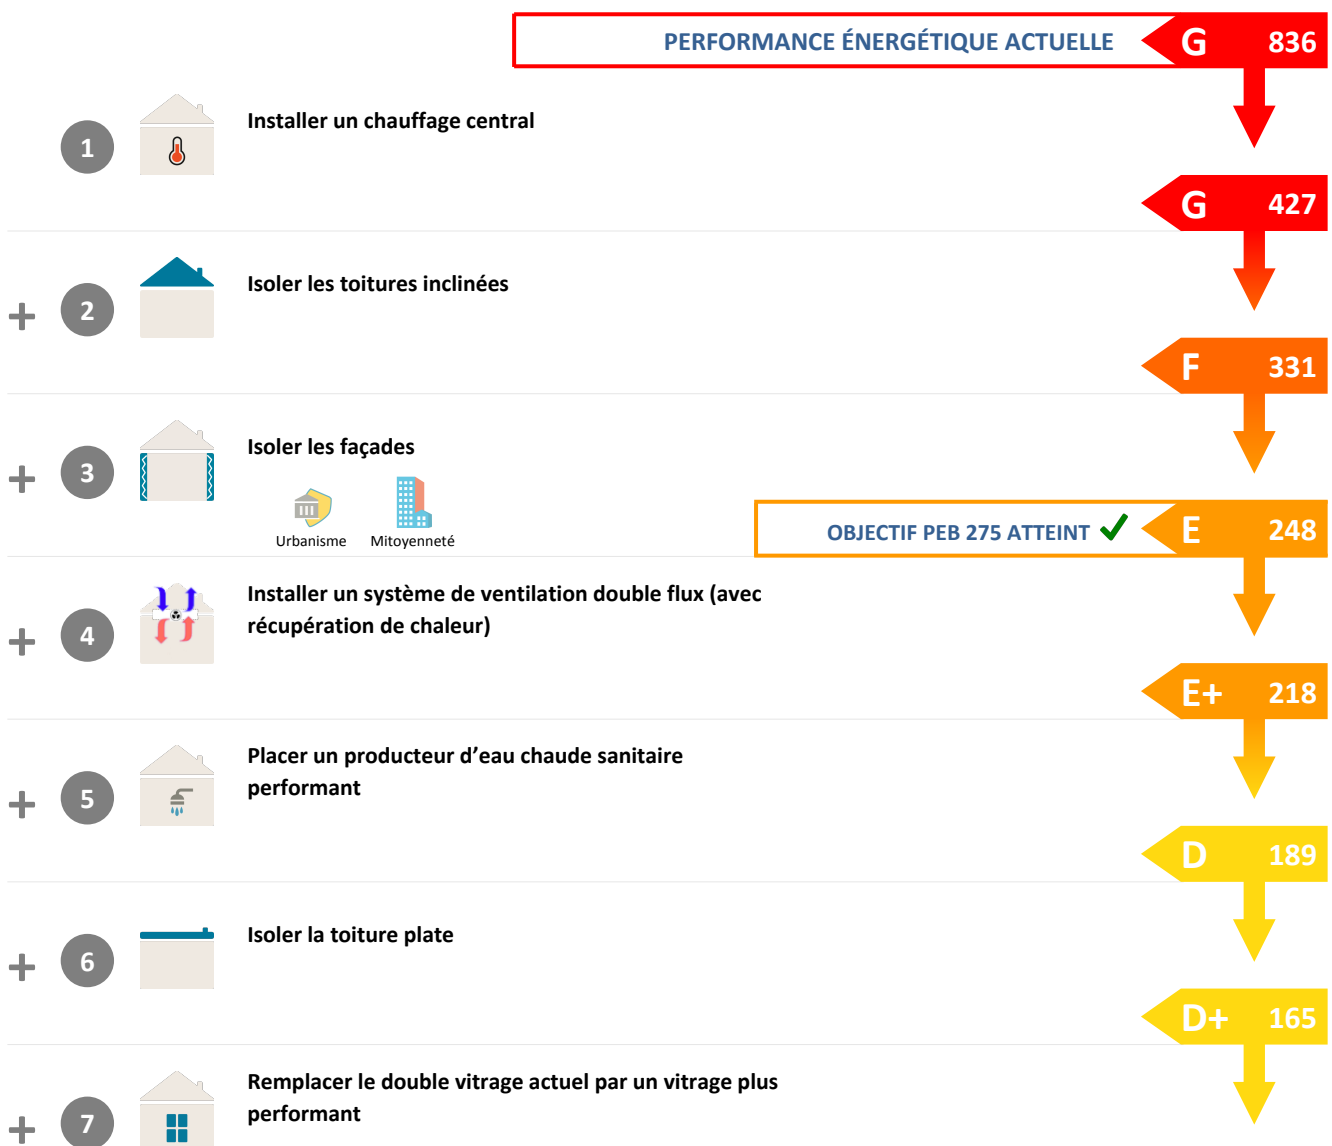 PERFORMANCE ÉNERGÉTIQUE ACTUELLE G 836
1 Installer un chauffage central
G 427
+ 2 Isoler les toitures inclinées
F 331
+ 3 Isoler les façades
Urbanisme Mitoyenneté
OBJECTIF PEB 275 ATTEINT E 248
+ 4 Installer un système de ventilation double flux (avec
récupération de chaleur)
E+ 218
+ 5 Placer un producteur d’eau chaude sanitaire
performant
D 189
+ 6 Isoler la toiture plate
D+ 165
+ 7 Remplacer le double vitrage actuel par un vitrage plus
performant